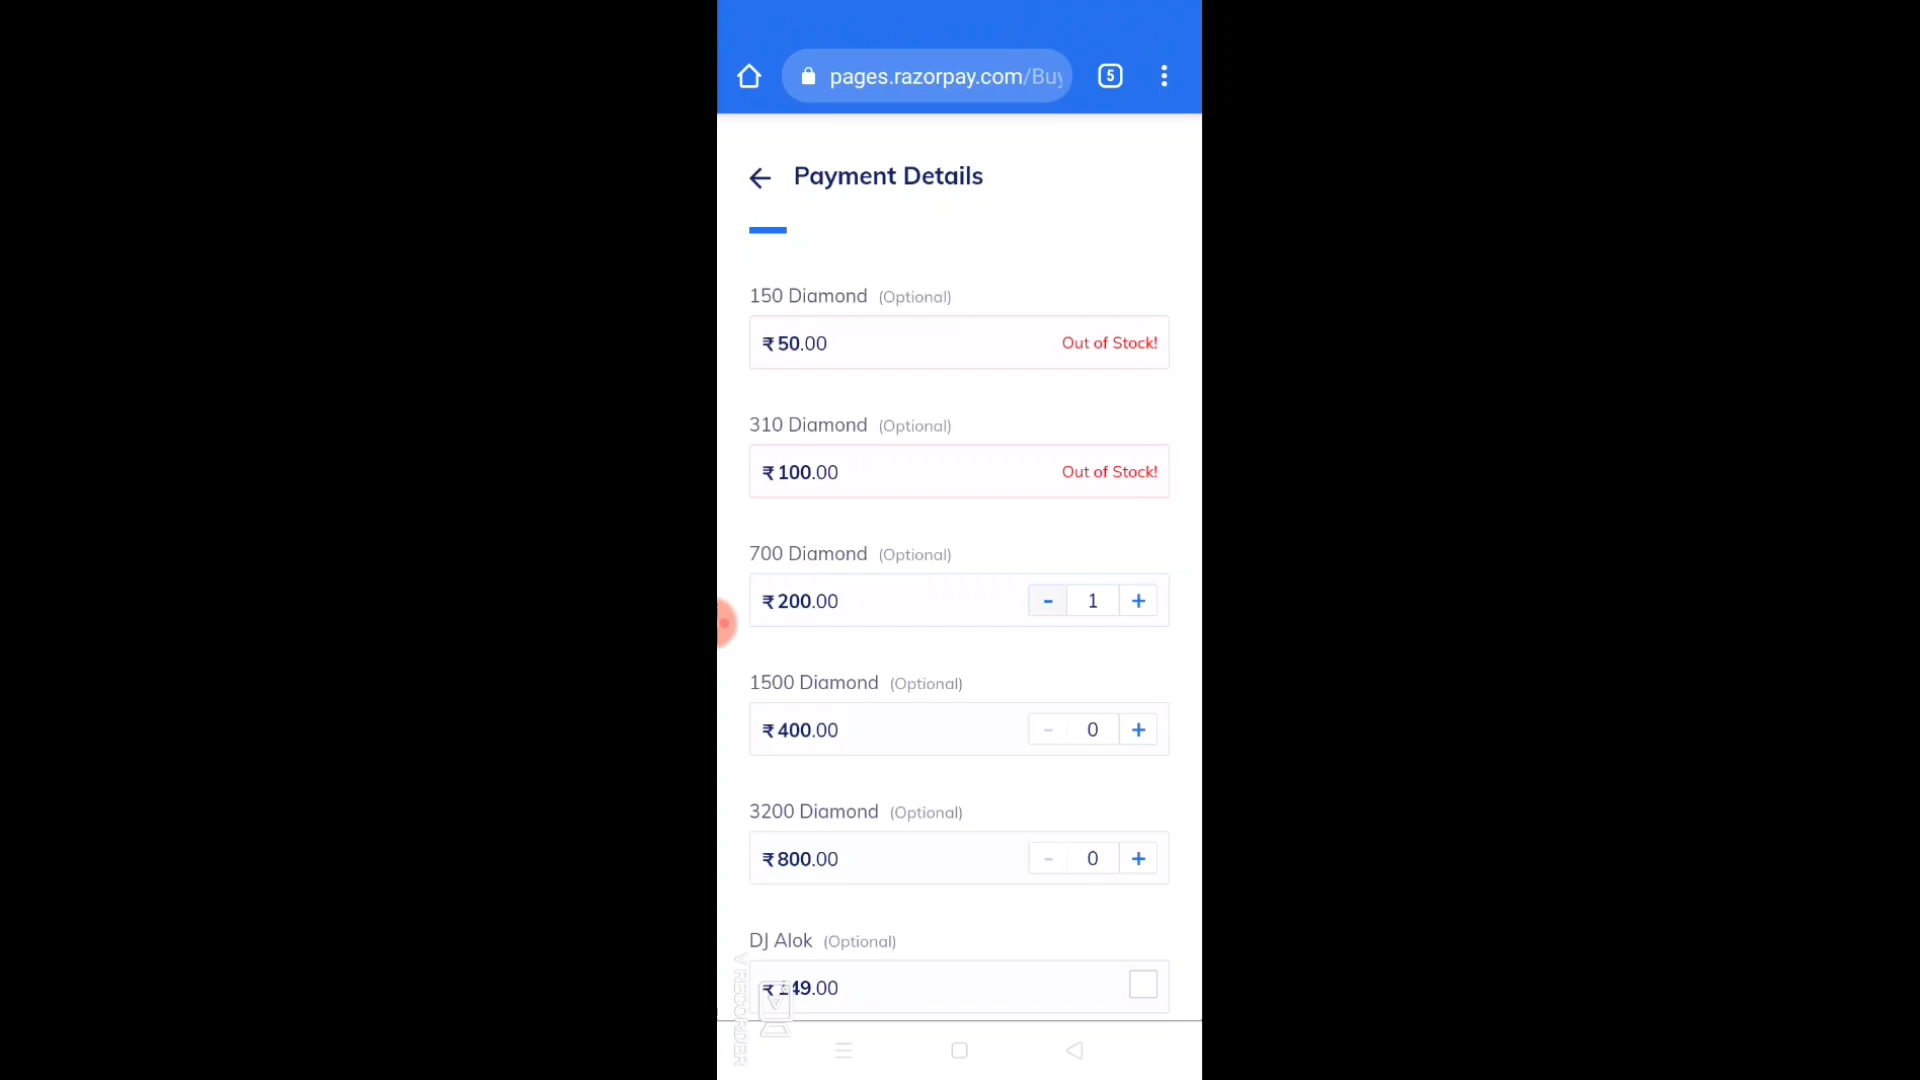 pages.razorpay.com/Buy
5
Payment Details
150 Diamond (Optional)
₹50.00 Out of Stock!
310 Diamond (Optional)
₹100.00 Out of Stock!
700 Diamond (Optional)
₹200.00 - 1 +
1500 Diamond (Optional)
₹400.00 - 0 +
3200 Diamond (Optional)
₹800.00 - 0 +
DJ Alok (Optional)
V RECORDER